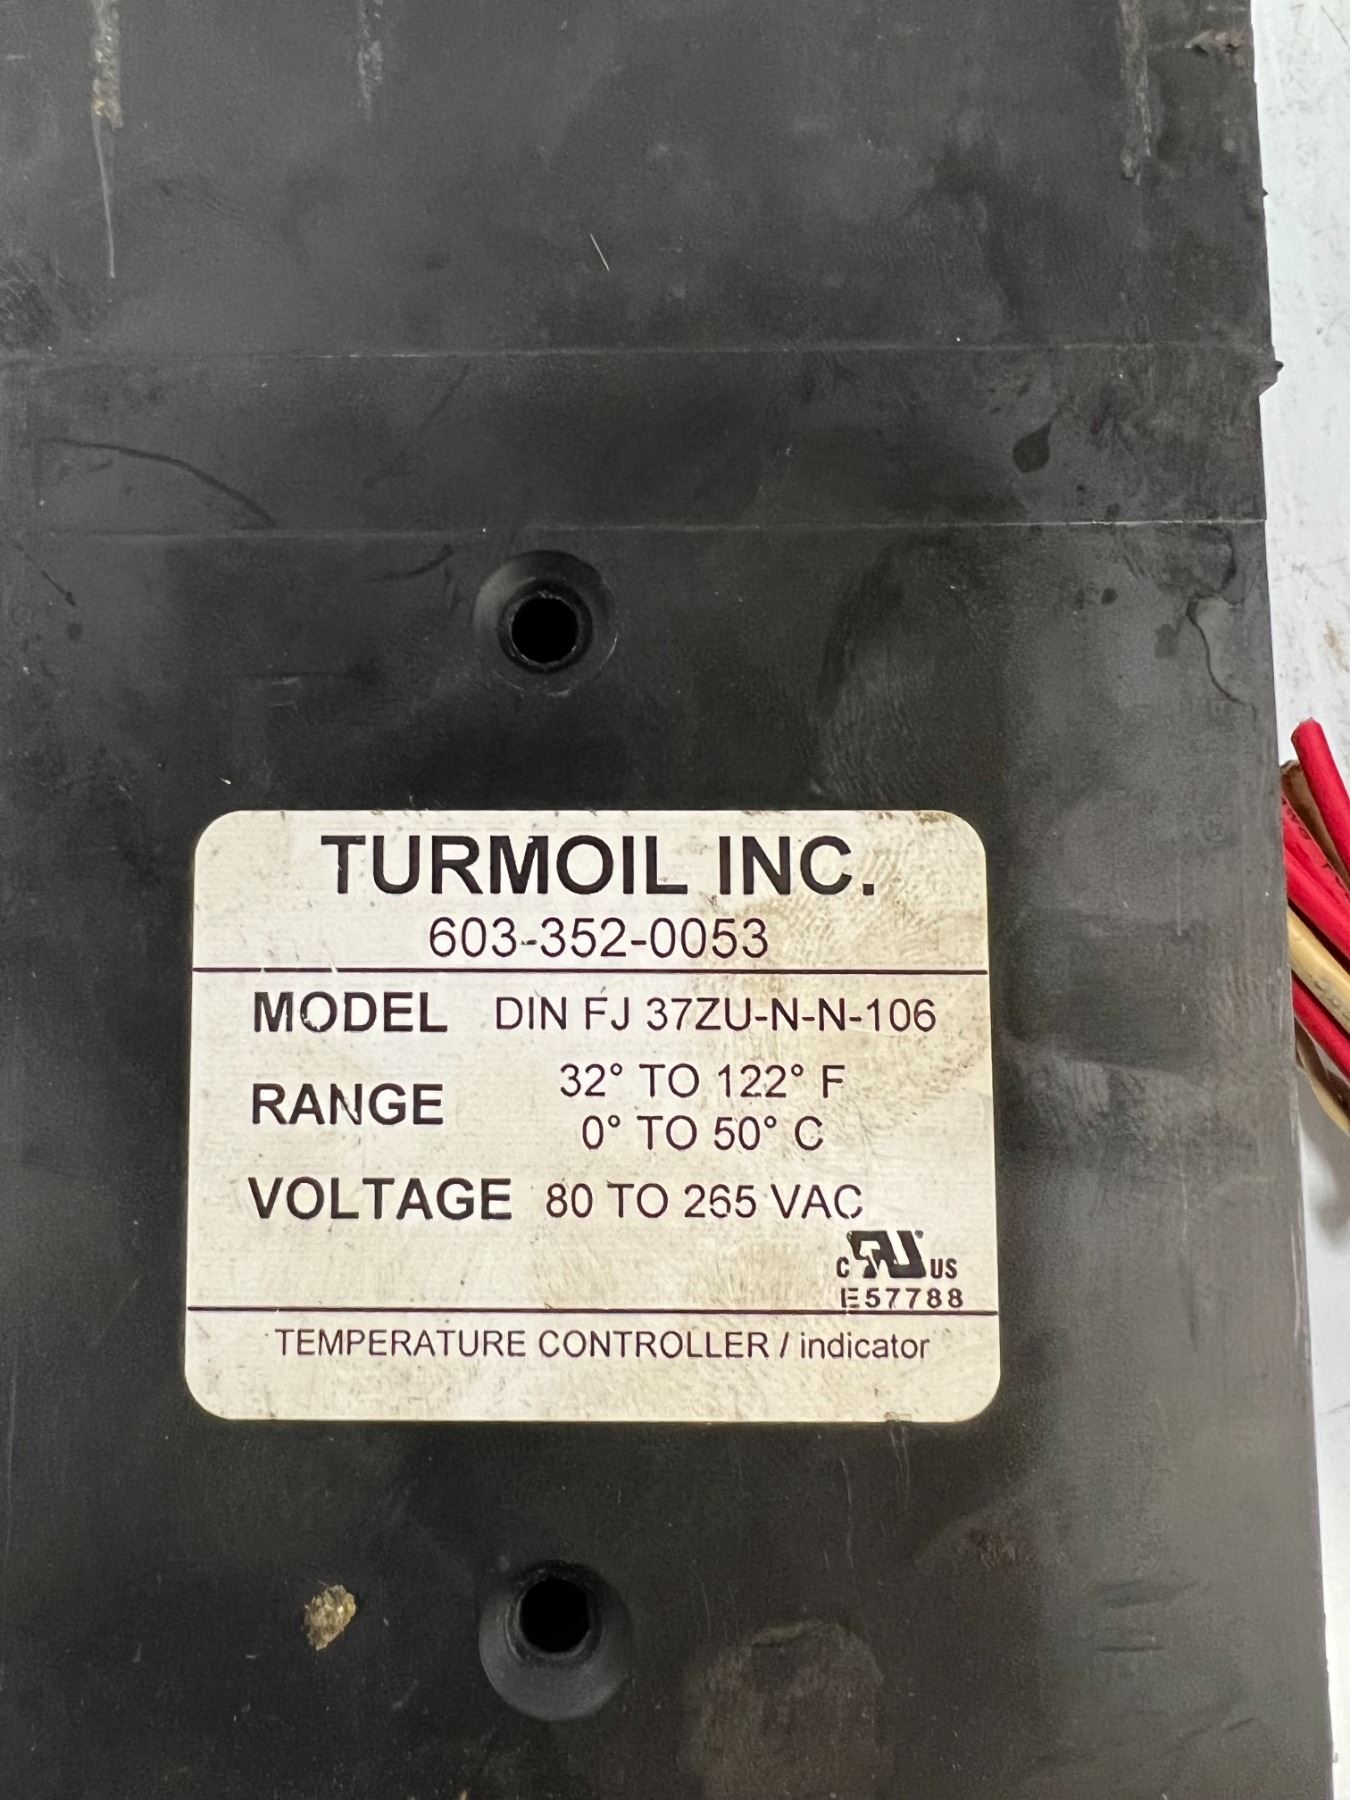 TURMOIL INC.
603-352-0053
MODEL DIN FJ 37ZU-N-N-106
RANGE 32° TO 122° F
0° TO 50° C
VOLTAGE 80 TO 265 VAC
C RU US
E57788
TEMPERATURE CONTROLLER / indicator